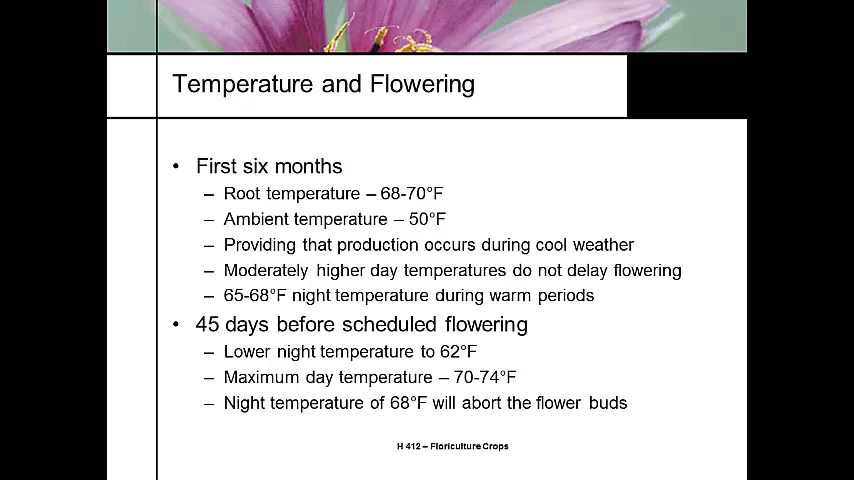 Temperature and Flowering
• First six months
– Root temperature – 68-70°F
– Ambient temperature – 50°F
– Providing that production occurs during cool weather
– Moderately higher day temperatures do not delay flowering
– 65-68°F night temperature during warm periods
• 45 days before scheduled flowering
– Lower night temperature to 62°F
– Maximum day temperature – 70-74°F
– Night temperature of 68°F will abort the flower buds
H 412 – Floriculture Crops